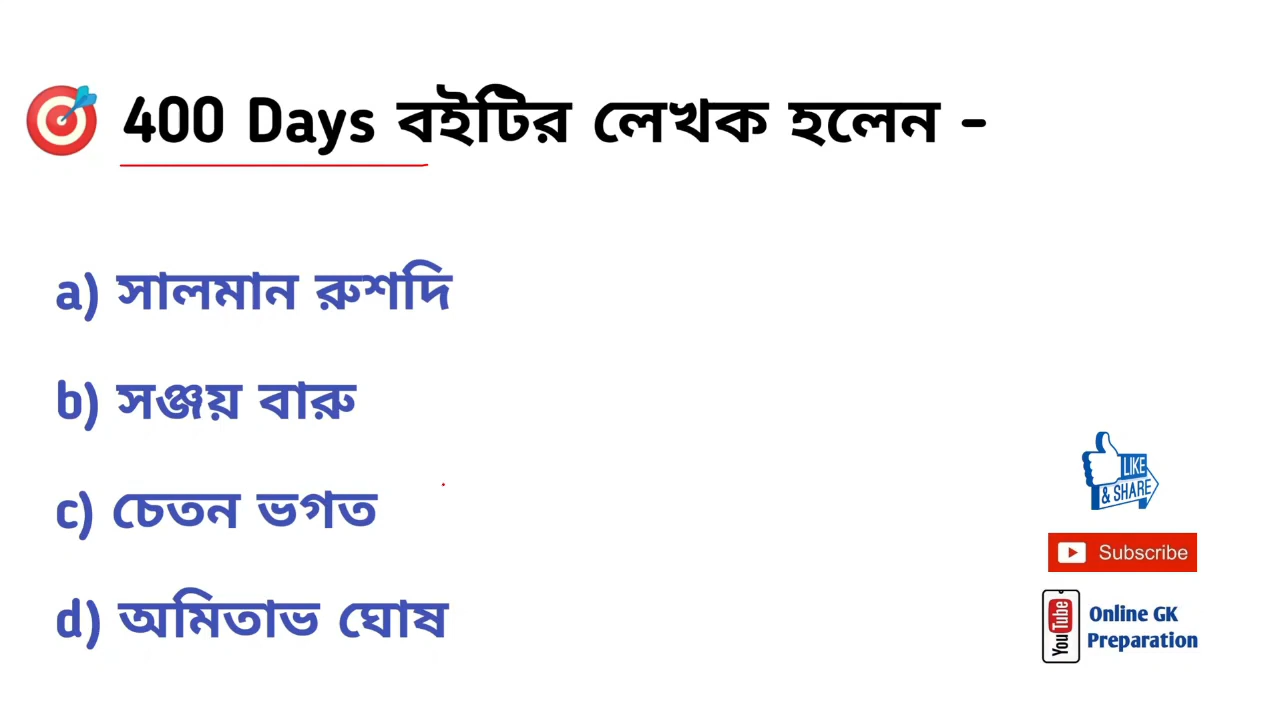 🎯 400 Days বইটির লেখক হলেন -
a) সালমান রুশদি
b) সঞ্জয় বারু
c) চেতন ভগত
d) অমিতাভ ঘোষ
LIKE
& SHARE
Subscribe
YouTube
Online GK
Preparation